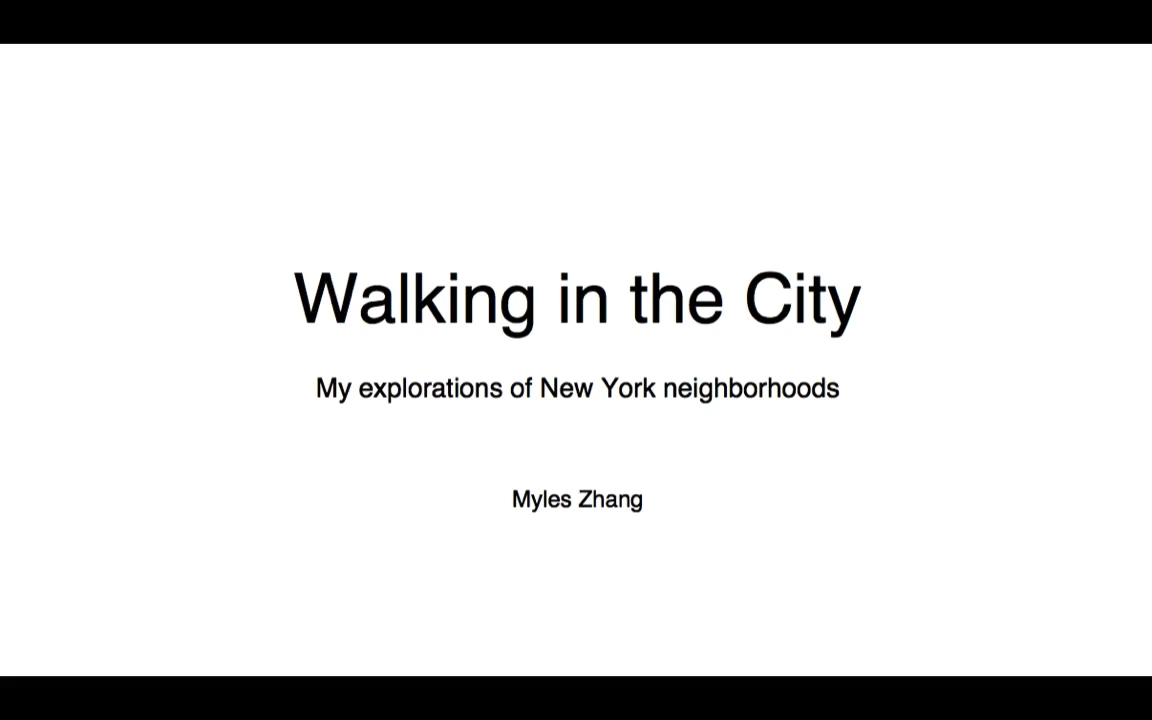 Walking in the City
My explorations of New York neighborhoods
Myles Zhang